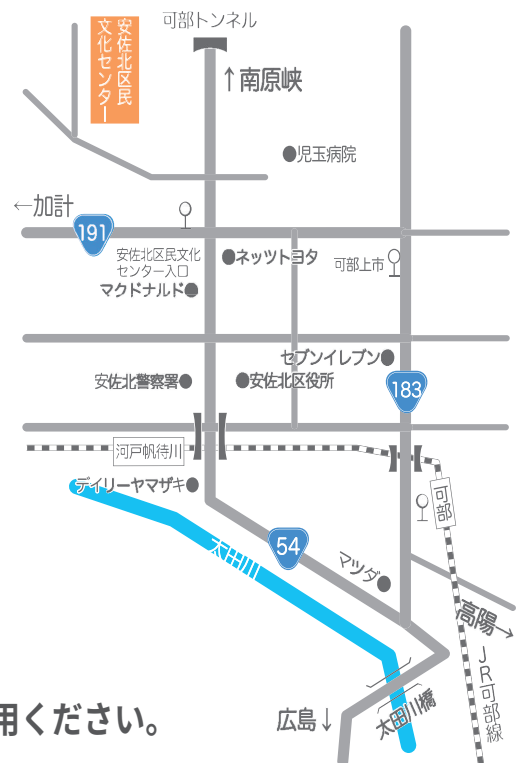 可部トンネル
安佐北区民
文化センター
↑南原峡
児玉病院
←加計
191
安佐北区民文化
センター入口
ネッツトヨタ
可部上市
マクドナルド
セブンイレブン
安佐北警察署
安佐北区役所
183
河戸帆待川
デイリーヤマザキ
可部
太田川
54
マツダ
高陽→
JR可部線
太田川橋
広島↓
用ください。